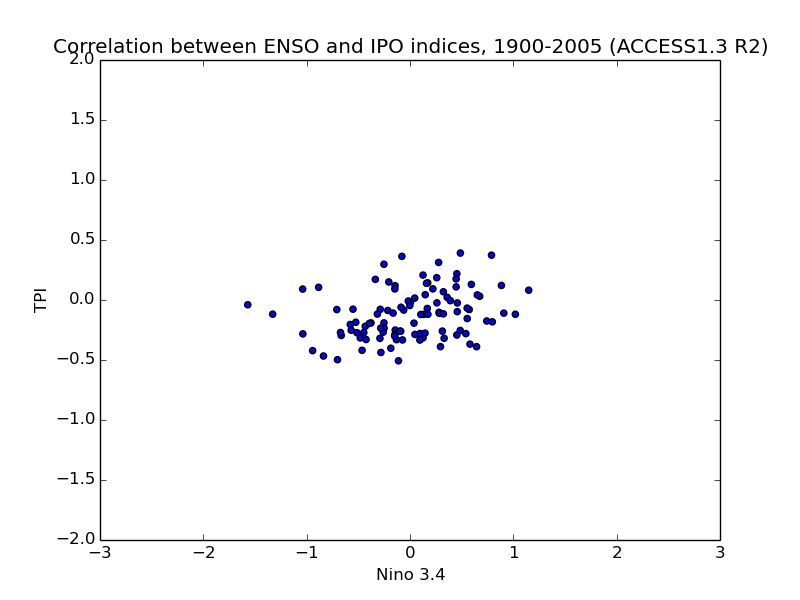 Correlation between ENSO and IPO indices, 1900-2005 (ACCESS1.3 R2)
2.0
1.5
1.0
0.5
TPI
0.0
−0.5
−1.0
−1.5
−2.0
−3 −2 −1 0 1 2 3
Nino 3.4